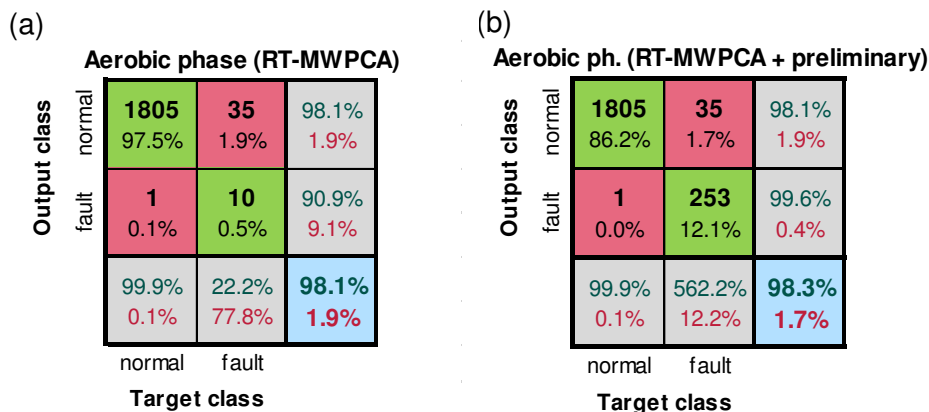 (a)
Aerobic phase (RT-MWPCA)
Output class
normal
fault
1805
97.5%
35
1.9%
98.1%
1.9%
1
0.1%
10
0.5%
90.9%
9.1%
99.9%
0.1%
22.2%
77.8%
98.1%
1.9%
normal
fault
Target class
(b)
Aerobic ph. (RT-MWPCA + preliminary)
Output class
normal
fault
1805
86.2%
35
1.7%
98.1%
1.9%
1
0.0%
253
12.1%
99.6%
0.4%
99.9%
0.1%
562.2%
12.2%
98.3%
1.7%
normal
fault
Target class